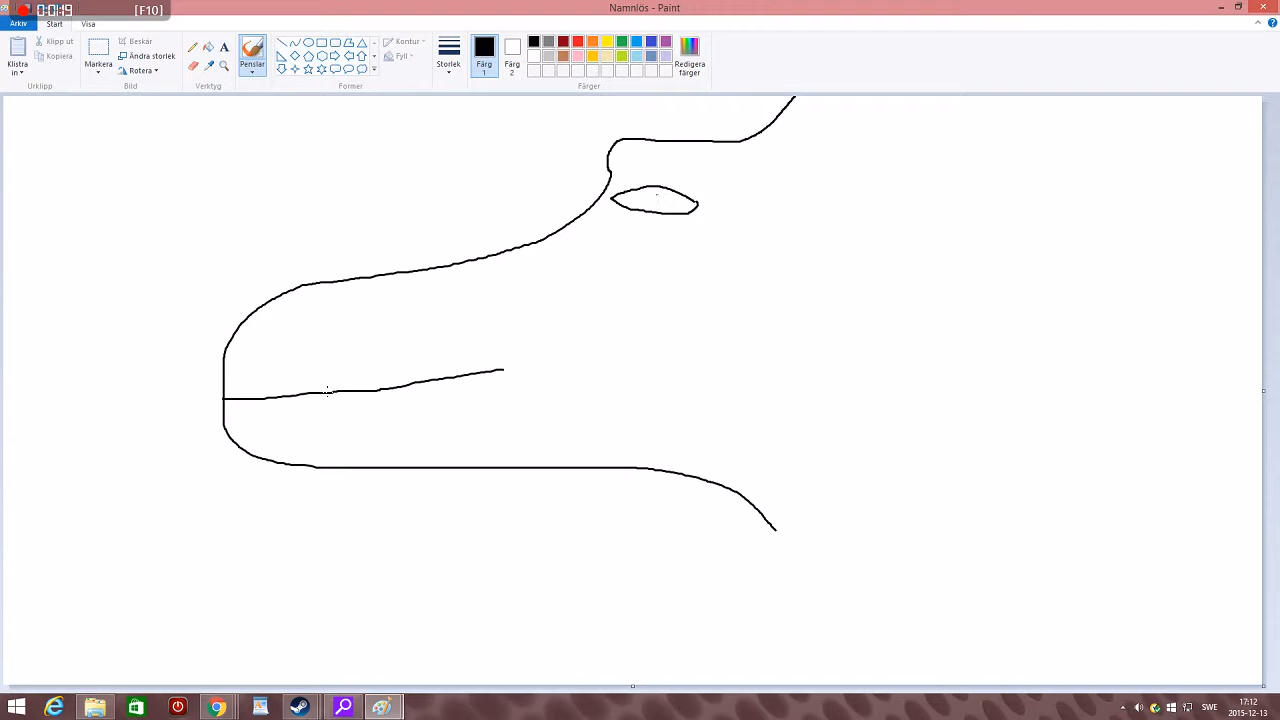 0:00:19 [F10]
Namnlös - Paint
Arkiv Start Visa
Klistra in
Klipp ut
Kopiera
Urklipp
Markera
Beskär
Ändra storlek
Rotera
Bild
A
Verktyg
Penslar
Kontur
Fyll
Former
Storlek
Färg 1
Färg 2
Redigera färger
Färger
SWE
17:12
2015-12-13